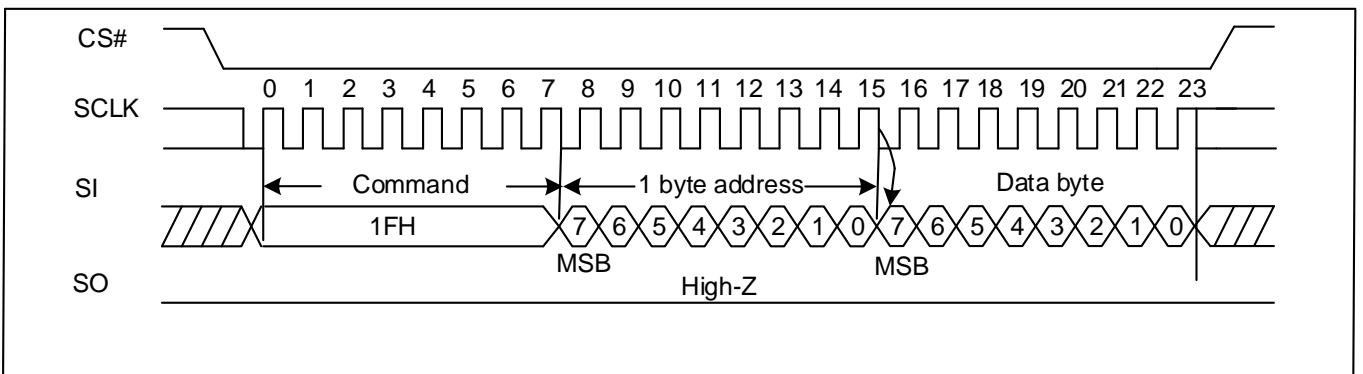 CS#
0 1 2 3 4 5 6 7 8 9 10 11 12 13 14 15 16 17 18 19 20 21 22 23
SCLK
SI
Command 1 byte address Data byte
1FH 7 6 5 4 3 2 1 0 7 6 5 4 3 2 1 0
MSB MSB
SO
High-Z